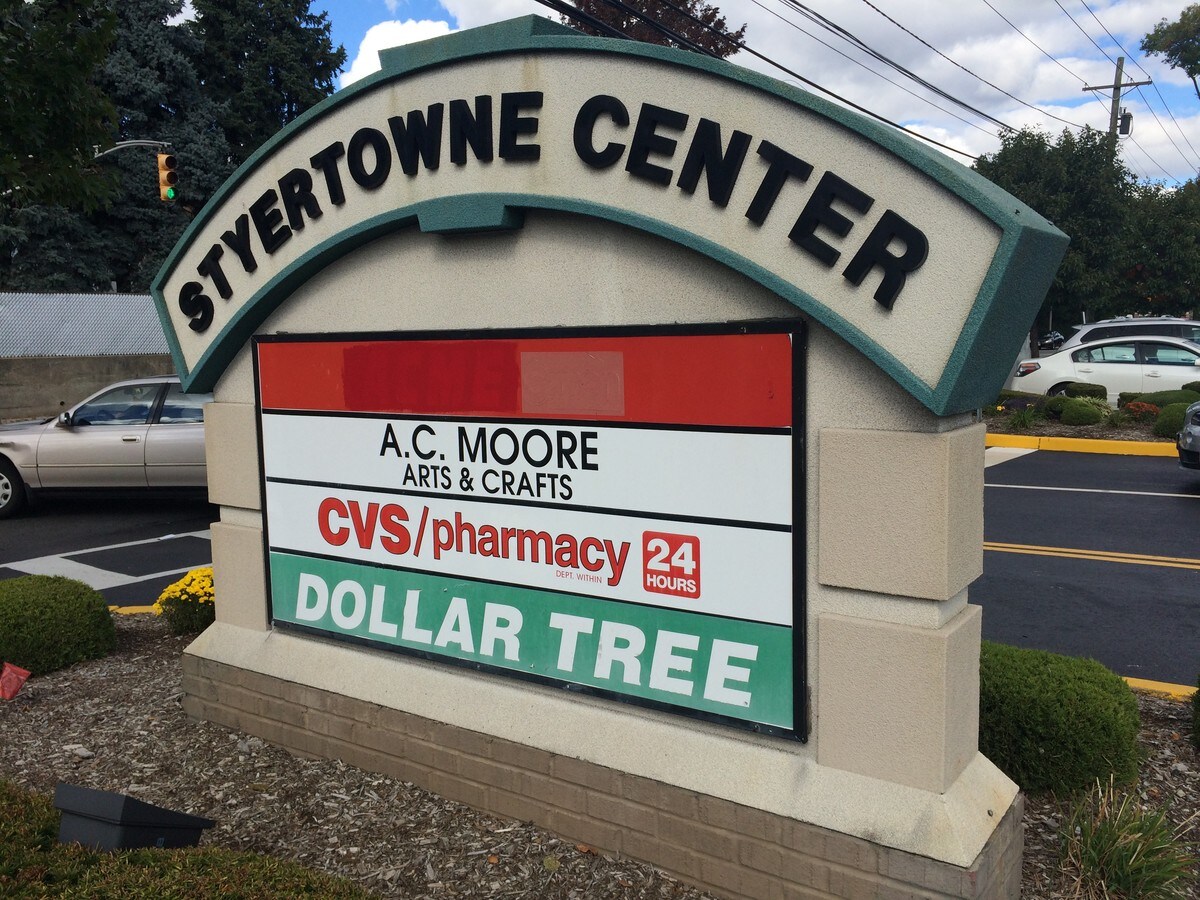 STYERTOWNE CENTER
A.C. MOORE
ARTS & CRAFTS
CVS/pharmacy 24
DEPT. WITHIN HOURS
DOLLAR TREE